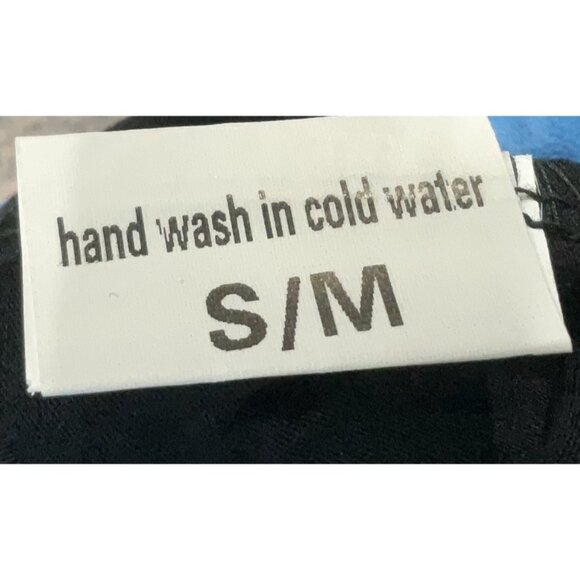 hand wash in cold water
S/M